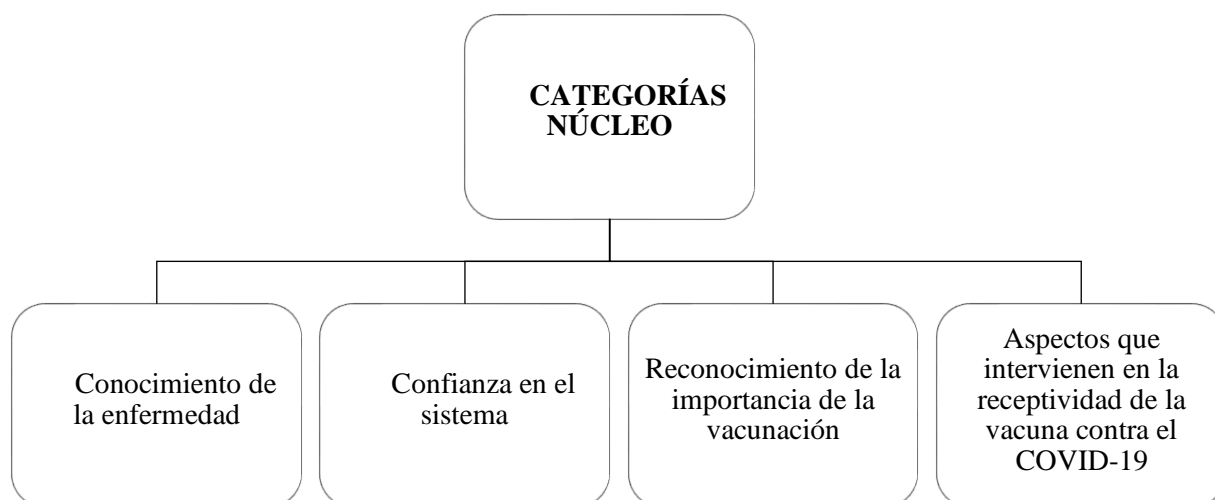 CATEGORÍAS
NÚCLEO
Conocimiento de
la enfermedad
Confianza en el
sistema
Reconocimiento de la
importancia de la
vacunación
Aspectos que
intervienen en la
receptividad de la
vacuna contra el
COVID-19